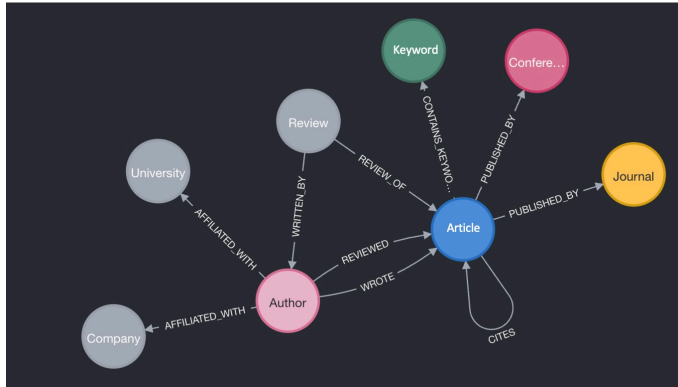 Keyword
Confere...
CONTAINS_KEYWO...
PUBLISHED_BY
Review
REVIEW_OF
University
Journal
PUBLISHED_BY
WRITTEN_BY
AFFILIATED_WITH
Article
REVIEWED
WROTE
Author
AFFILIATED_WITH
Company
CITES